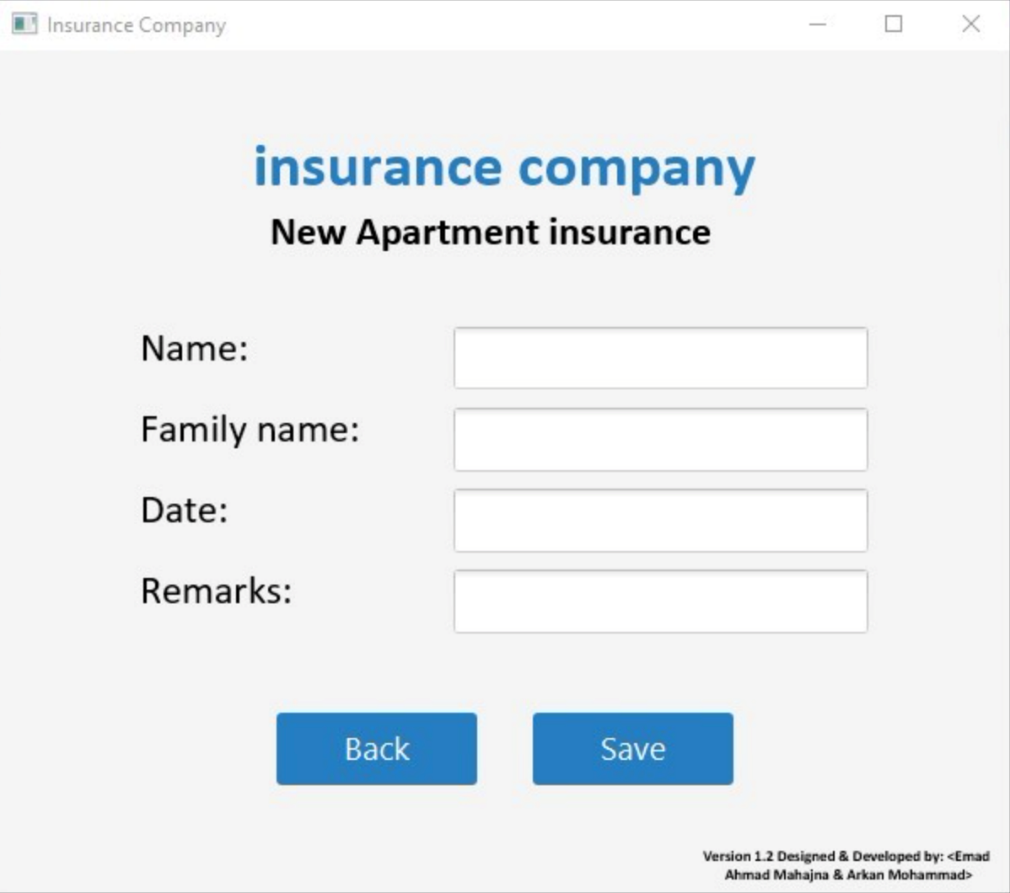 Insurance Company
insurance company
New Apartment insurance
Name:
Family name:
Date:
Remarks:
Back
Save
Version 1.2 Designed & Developed by: <Emad
Ahmad Mahajna & Arkan Mohammad>